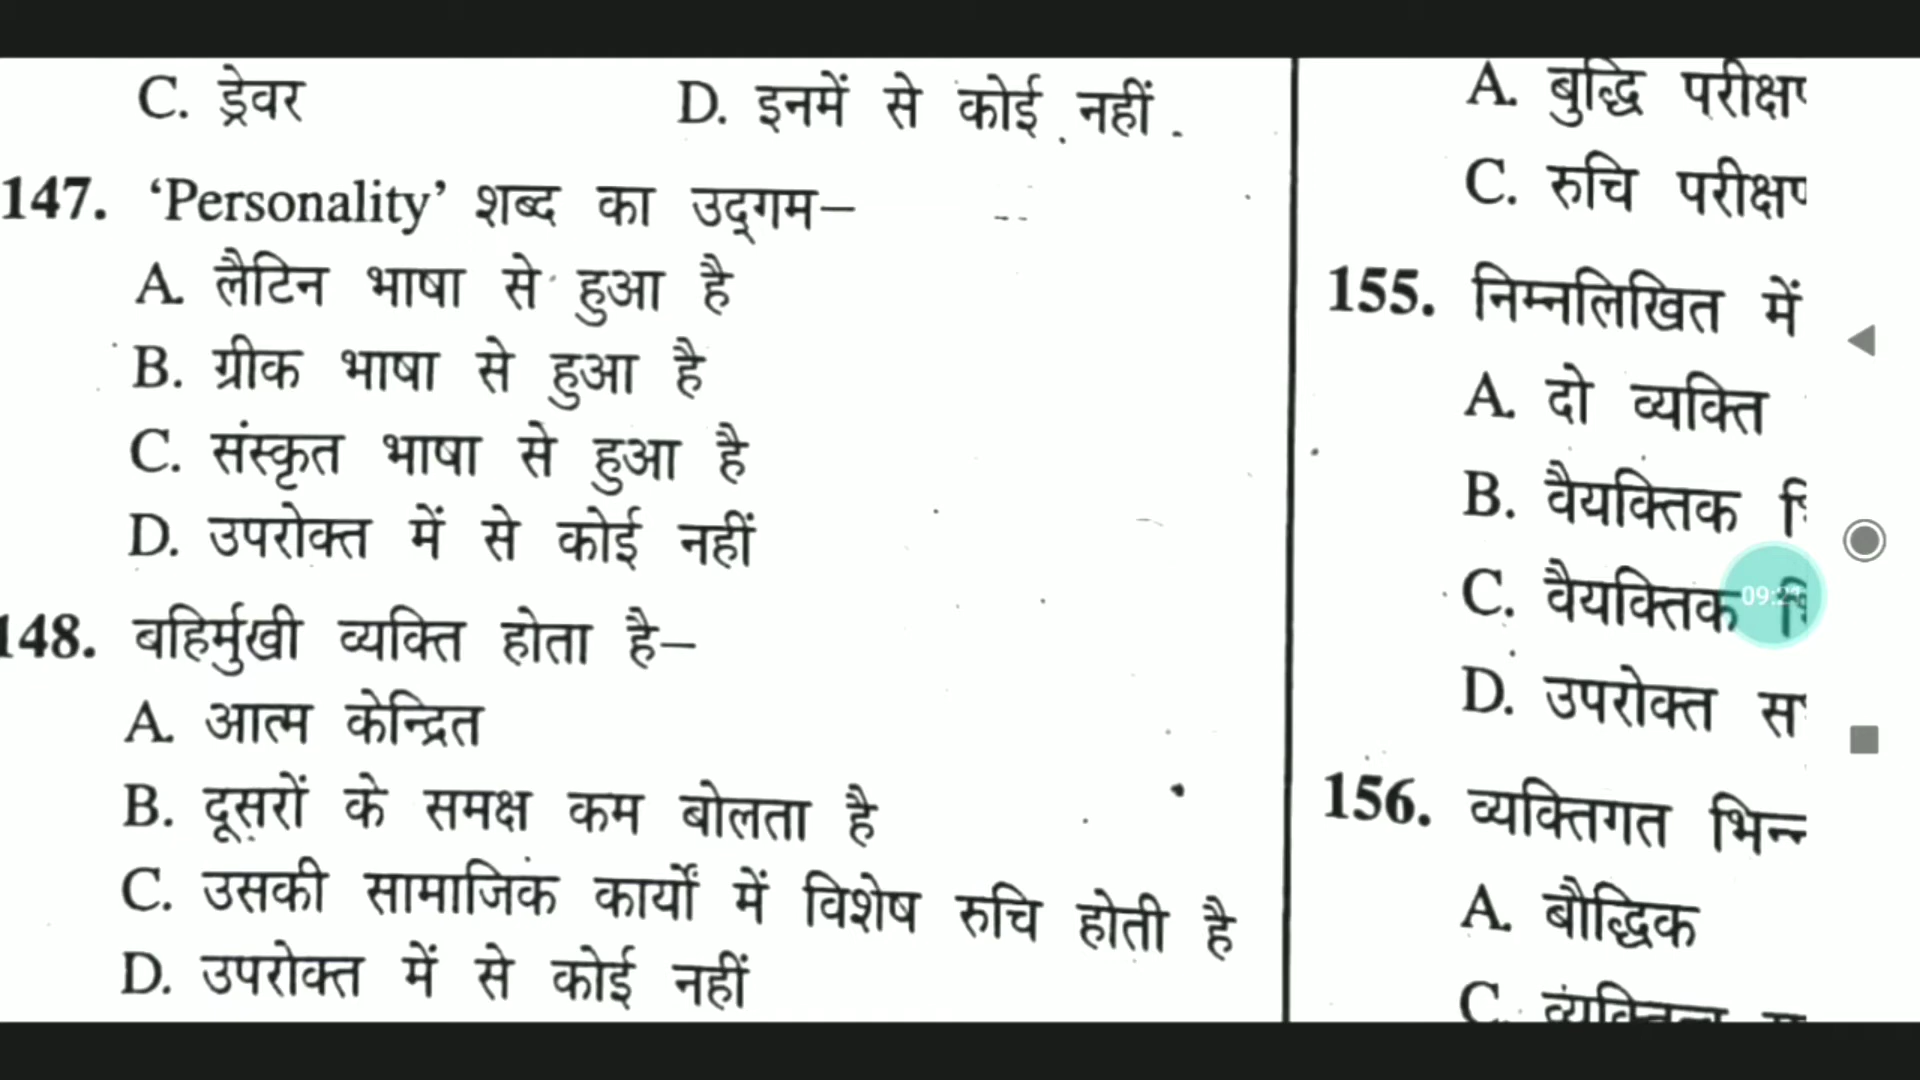 C. ड्रेवर
D. इनमें से कोई नहीं
147. ‘Personality’ शब्द का उद्गम–
A. लैटिन भाषा से हुआ है
B. ग्रीक भाषा से हुआ है
C. संस्कृत भाषा से हुआ है
D. उपरोक्त में से कोई नहीं
148. बहिर्मुखी व्यक्ति होता है–
A. आत्म केन्द्रित
B. दूसरों के समक्ष कम बोलता है
C. उसकी सामाजिक कार्यों में विशेष रुचि होती है
D. उपरोक्त में से कोई नहीं
A. बुद्धि
C. रुचि
155. निम्नलिखित में
A. दो व्यक्ति
B. वैयक्तिक
C. वैयक्तिक
D. उपरोक्त
156. व्यक्तिगत
A. बौद्धिक
C.